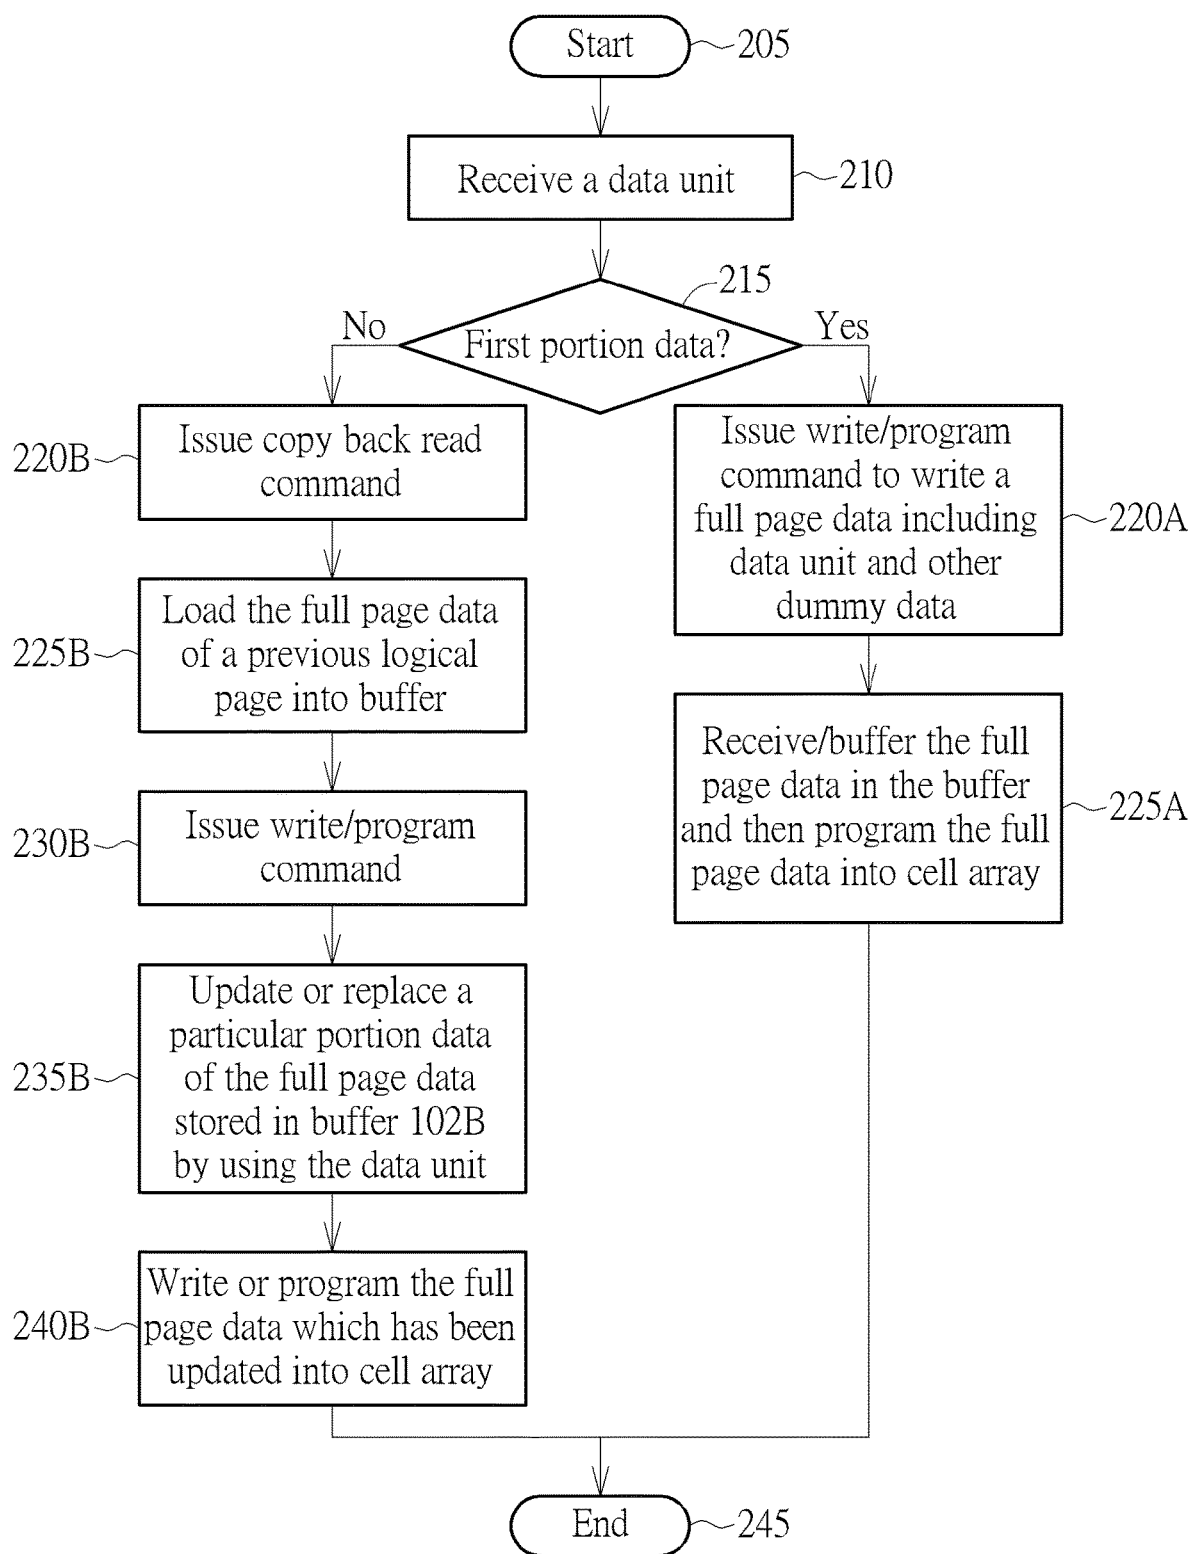 Start
205
Receive a data unit
210
215
First portion data?
No
Yes
Issue copy back read
command
220B
Issue write/program
command to write a
full page data including
data unit and other
dummy data
220A
Load the full page data
of a previous logical
page into buffer
225B
Receive/buffer the full
page data in the buffer
and then program the full
page data into cell array
225A
Issue write/program
command
230B
Update or replace a
particular portion data
of the full page data
stored in buffer 102B
by using the data unit
235B
Write or program the full
page data which has been
updated into cell array
240B
End
245